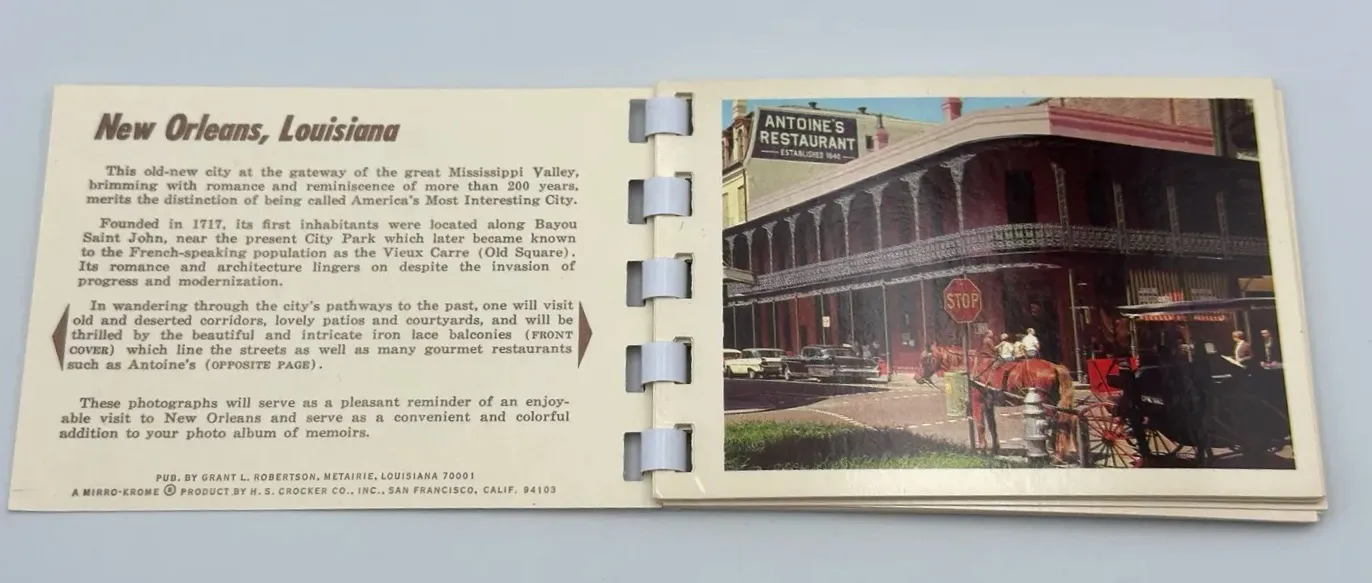 New Orleans, Louisiana
This old-new city at the gateway of the great Mississippi Valley,
brimming with romance and reminiscence of more than 200 years,
merits the distinction of being called America's Most Interesting City.
Founded in 1717, its first inhabitants were located along Bayou
Saint John, near the present City Park which later became known
to the French-speaking population as the Vieux Carre (Old Square).
Its romance and architecture lingers on despite the invasion of
progress and modernization.
In wandering through the city's pathways to the past, one will visit
old and deserted corridors, lovely patios and courtyards, and will be
thrilled by the beautiful and intricate iron lace balconies (FRONT
COVER) which line the streets as well as many gourmet restaurants
such as Antoine's (OPPOSITE PAGE).
These photographs will serve as a pleasant reminder of an enjoy-
able visit to New Orleans and serve as a convenient and colorful
addition to your photo album of memoirs.
PUB. BY GRANT L. ROBERTSON, METAIRIE, LOUISIANA 70001
A MIRRO-KROME ® PRODUCT BY H. S. CROCKER CO., INC., SAN FRANCISCO, CALIF. 94103
ANTOINE'S
RESTAURANT
ESTABLISHED 1840
STOP